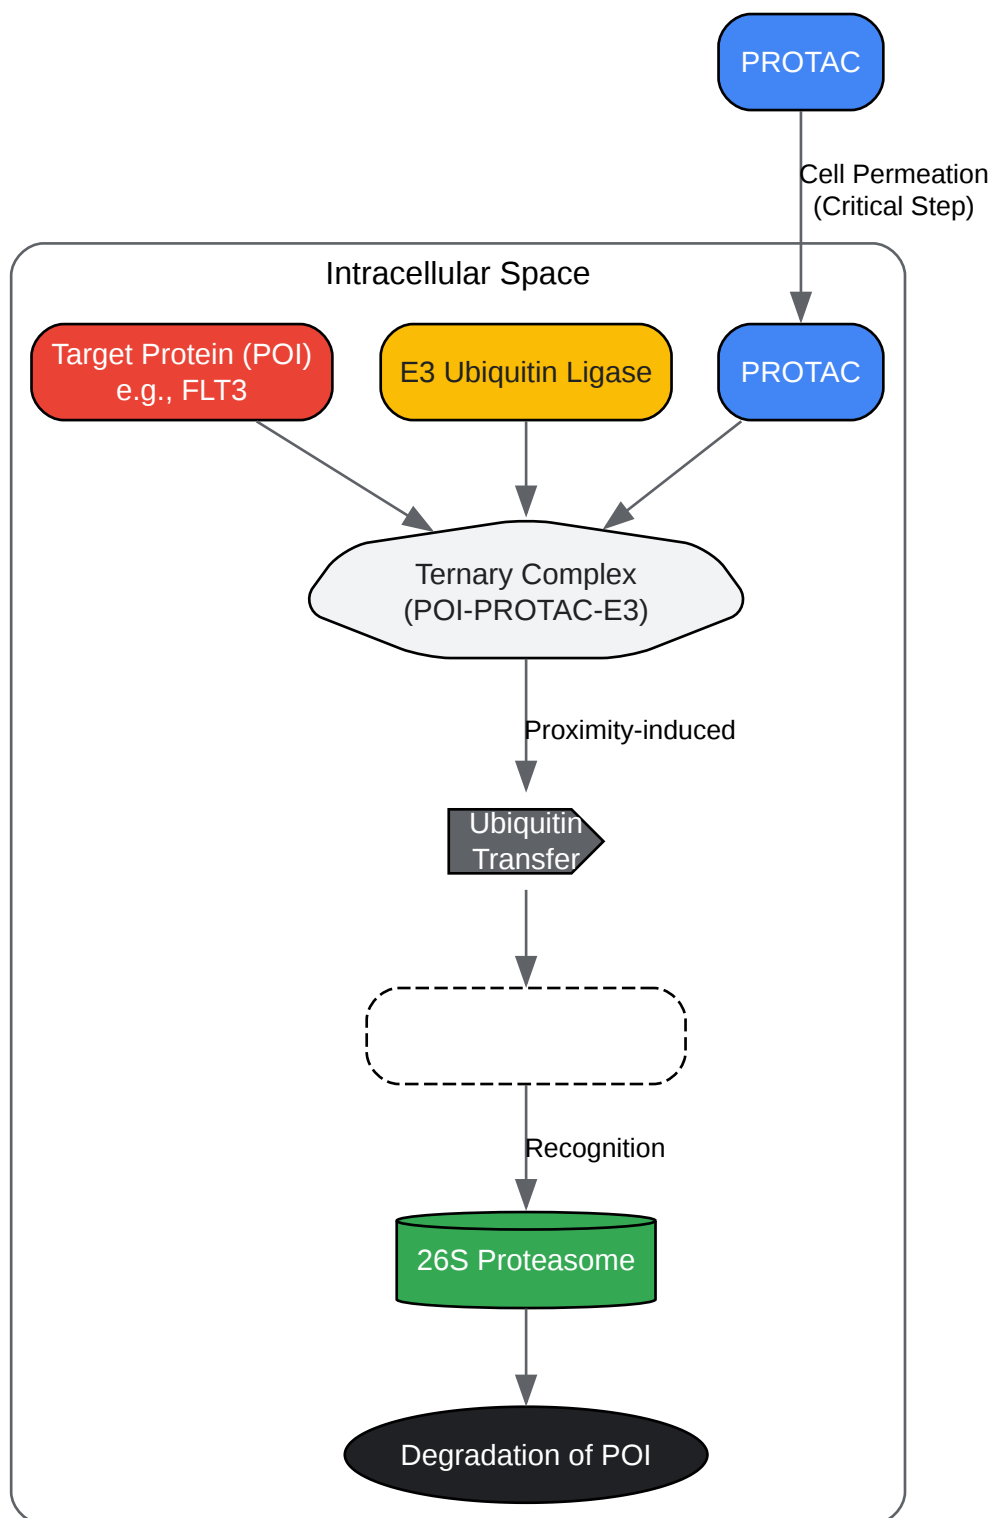 PROTAC
Cell Permeation
(Critical Step)
Intracellular Space
Target Protein (POI)
e.g., FLT3
E3 Ubiquitin Ligase
PROTAC
Ternary Complex
(POI-PROTAC-E3)
Proximity-induced
Ubiquitin
Transfer
Recognition
26S Proteasome
Degradation of POI